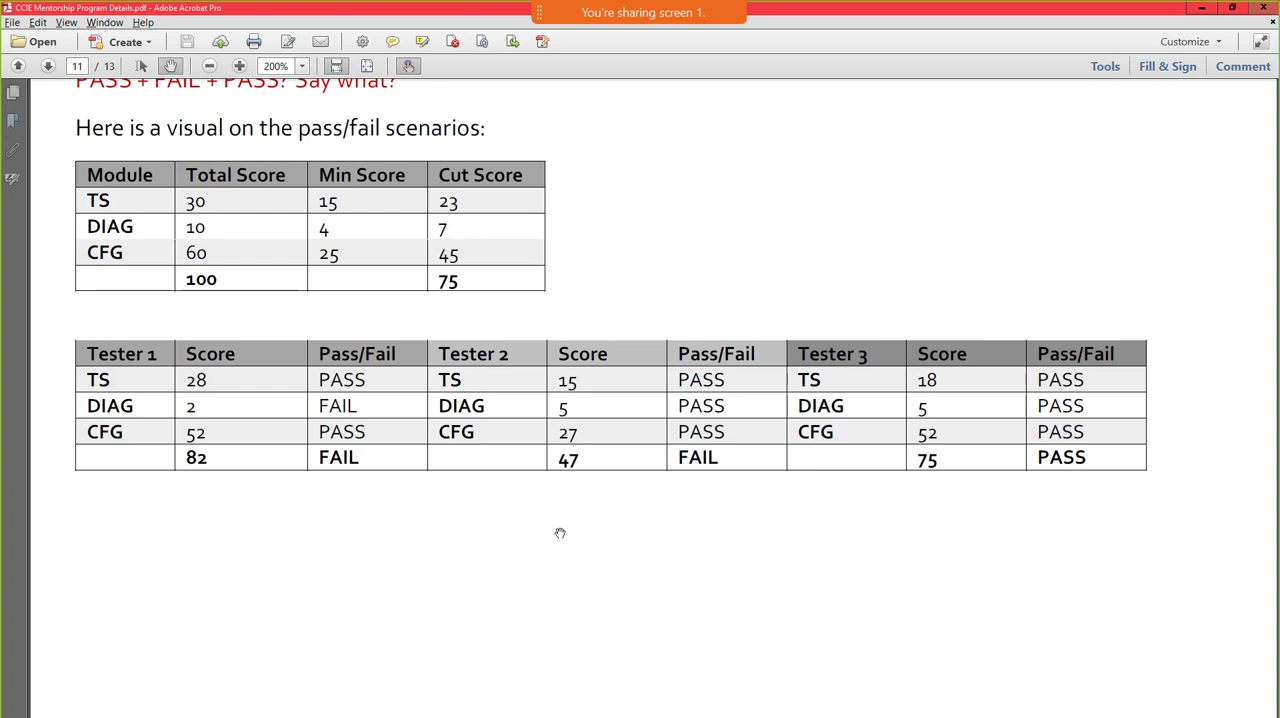 CCIE Mentorship Program Details.pdf - Adobe Acrobat Pro
You're sharing screen 1.
File Edit View Window Help
Open Create Customize
11 / 13 200% Tools Fill & Sign Comment
PASS + FAIL + PASS? Say what?
Here is a visual on the pass/fail scenarios:
Module Total Score Min Score Cut Score
TS 30 15 23
DIAG 10 4 7
CFG 60 25 45
100 75
Tester 1 Score Pass/Fail Tester 2 Score Pass/Fail Tester 3 Score Pass/Fail
TS 28 PASS TS 15 PASS TS 18 PASS
DIAG 2 FAIL DIAG 5 PASS DIAG 5 PASS
CFG 52 PASS CFG 27 PASS CFG 52 PASS
82 FAIL 47 FAIL 75 PASS